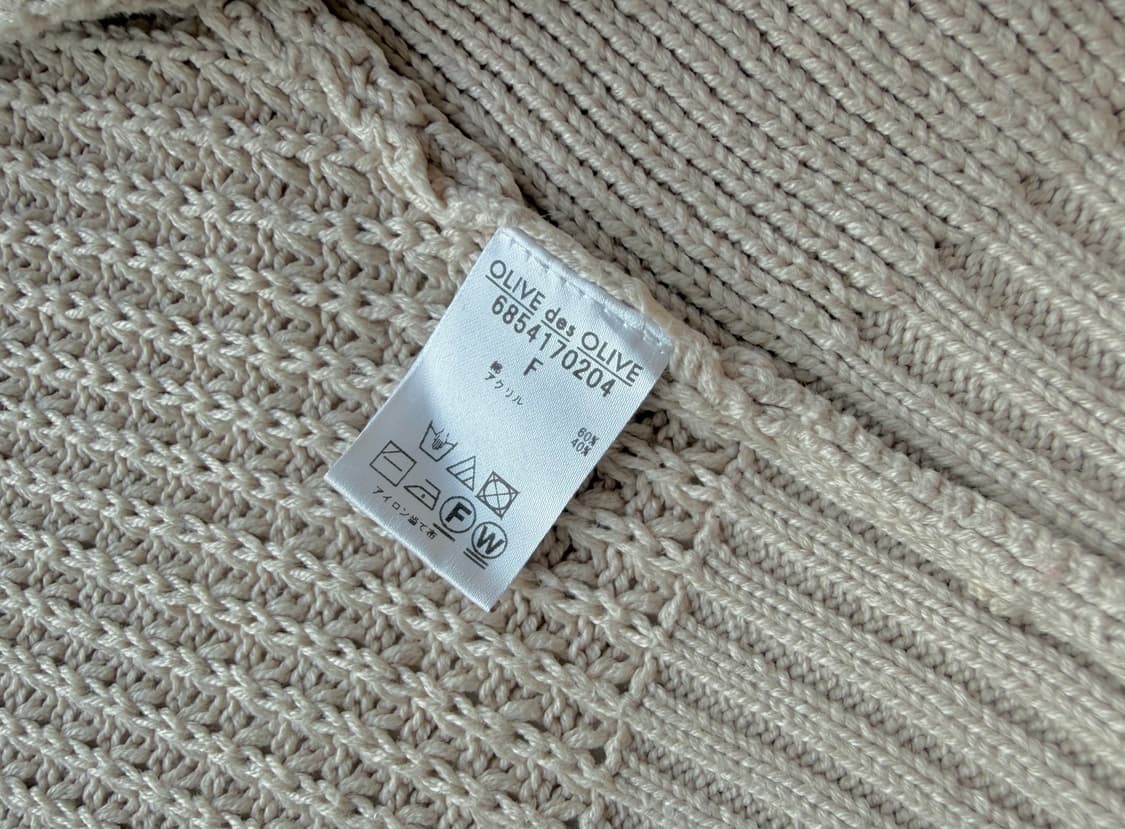 OLIVE des OLIVE
6854170204
F
綿 60%
アクリル 40%
F W
アイロン当て布